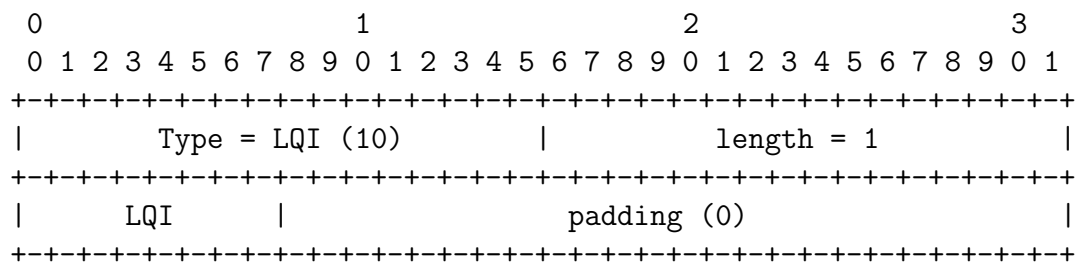 0                   1                   2                   3
 0 1 2 3 4 5 6 7 8 9 0 1 2 3 4 5 6 7 8 9 0 1 2 3 4 5 6 7 8 9 0 1
+-+-+-+-+-+-+-+-+-+-+-+-+-+-+-+-+-+-+-+-+-+-+-+-+-+-+-+-+-+-+-+-+
|        Type = LQI (10)         |          length = 1           |
+-+-+-+-+-+-+-+-+-+-+-+-+-+-+-+-+-+-+-+-+-+-+-+-+-+-+-+-+-+-+-+-+
|      LQI       |                 padding (0)                   |
+-+-+-+-+-+-+-+-+-+-+-+-+-+-+-+-+-+-+-+-+-+-+-+-+-+-+-+-+-+-+-+-+